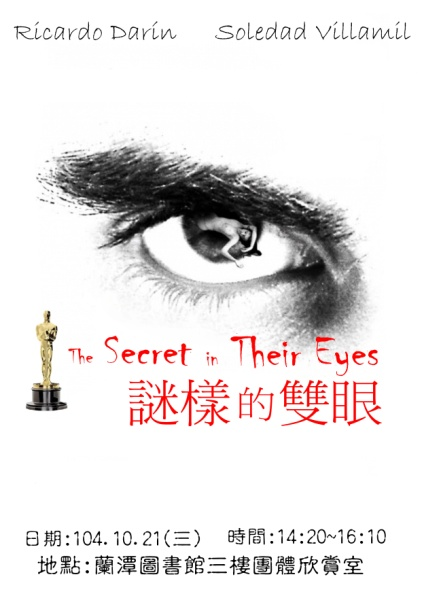 Ricardo Darín Soledad Villamil
The Secret in Their Eyes
謎樣的雙眼
日期:104.10.21(三) 時間:14:20~16:10
地點:蘭潭圖書館三樓團體欣賞室